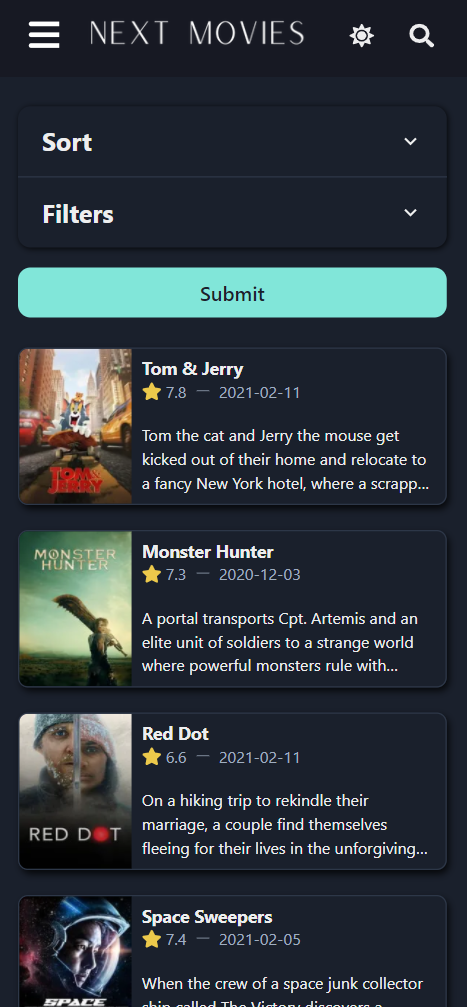 NEXT MOVIES
Sort
Filters
Submit
Tom & Jerry
7.8 — 2021-02-11
Tom the cat and Jerry the mouse get
kicked out of their home and relocate to
a fancy New York hotel, where a scrapp...
TOM&
JERRY
Monster Hunter
7.3 — 2020-12-03
A portal transports Cpt. Artemis and an
elite unit of soldiers to a strange world
where powerful monsters rule with...
MONSTER
HUNTER
Red Dot
6.6 — 2021-02-11
On a hiking trip to rekindle their
marriage, a couple find themselves
fleeing for their lives in the unforgiving...
RED DOT
Space Sweepers
7.4 — 2021-02-05
When the crew of a space junk collector
ship called The Victory discovers a
SPACE